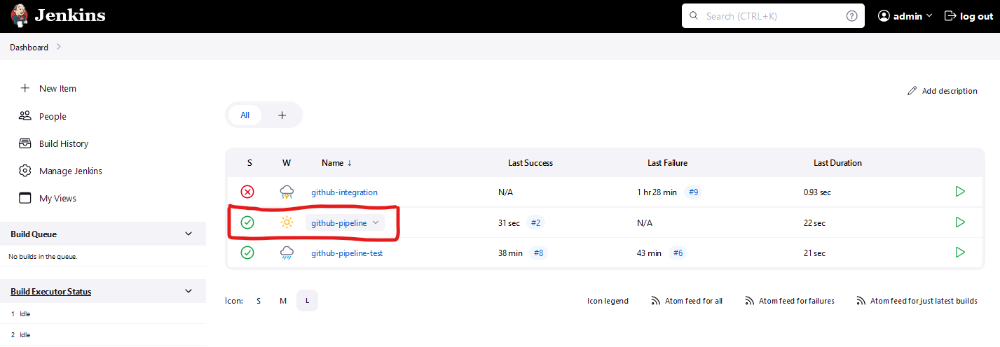 Jenkins
Search (CTRL+K)
admin
log out
Dashboard
New Item
People
Build History
Manage Jenkins
My Views
Build Queue
No builds in the queue.
Build Executor Status
1 Idle
2 Idle
Add description
All
S W Name ↓ Last Success Last Failure Last Duration
github-integration N/A 1 hr 28 min #9 0.93 sec
github-pipeline 31 sec #2 N/A 22 sec
github-pipeline-test 38 min #8 43 min #6 21 sec
Icon: S M L
Icon legend Atom feed for all Atom feed for failures Atom feed for just latest builds